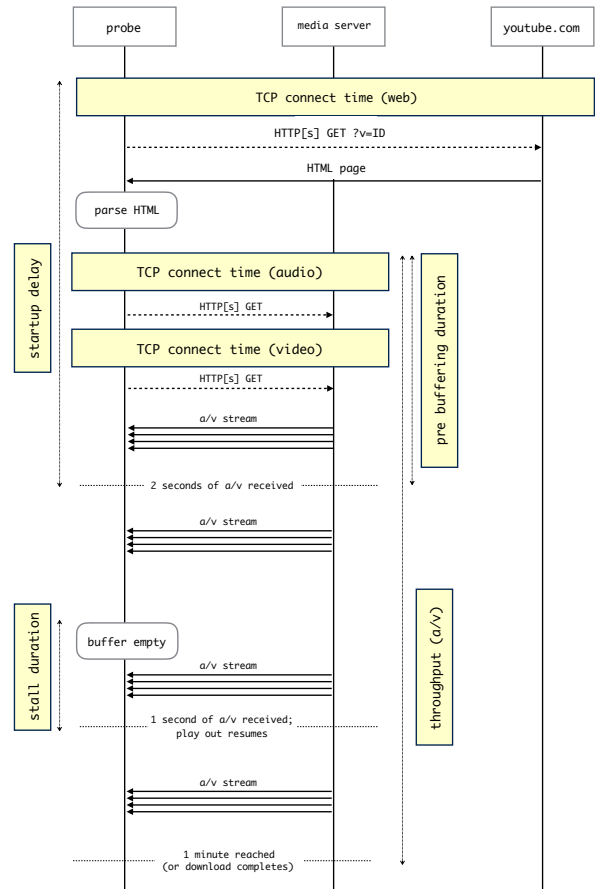 probe
media server
youtube.com
TCP connect time (web)
HTTP[s] GET ?v=ID
HTML page
parse HTML
startup delay
TCP connect time (audio)
HTTP[s] GET
TCP connect time (video)
HTTP[s] GET
pre buffering duration
a/v stream
2 seconds of a/v received
a/v stream
stall duration
buffer empty
throughput (a/v)
a/v stream
1 second of a/v received;
play out resumes
a/v stream
1 minute reached
(or download completes)